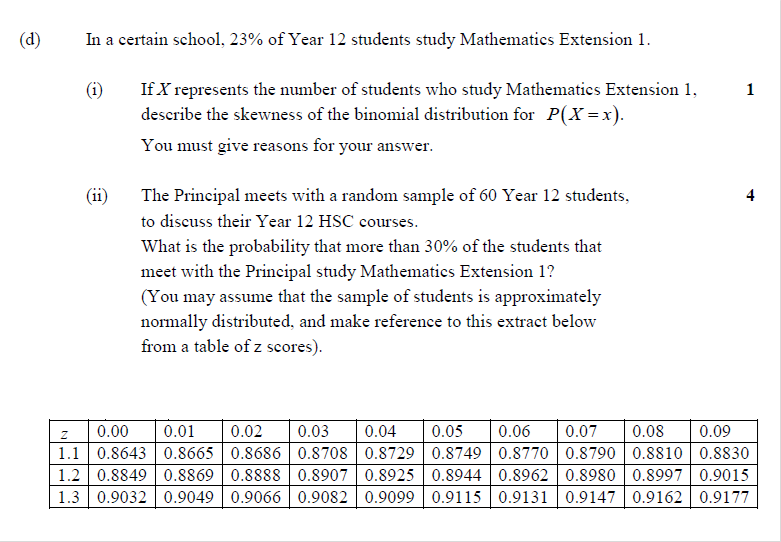 (d) In a certain school, 23% of Year 12 students study Mathematics Extension 1.
(i) If X represents the number of students who study Mathematics Extension 1, 1
describe the skewness of the binomial distribution for P(X = x).
You must give reasons for your answer.
(ii) The Principal meets with a random sample of 60 Year 12 students, 4
to discuss their Year 12 HSC courses.
What is the probability that more than 30% of the students that
meet with the Principal study Mathematics Extension 1?
(You may assume that the sample of students is approximately
normally distributed, and make reference to this extract below
from a table of z scores).
z 0.00 0.01 0.02 0.03 0.04 0.05 0.06 0.07 0.08 0.09
1.1 0.8643 0.8665 0.8686 0.8708 0.8729 0.8749 0.8770 0.8790 0.8810 0.8830
1.2 0.8849 0.8869 0.8888 0.8907 0.8925 0.8944 0.8962 0.8980 0.8997 0.9015
1.3 0.9032 0.9049 0.9066 0.9082 0.9099 0.9115 0.9131 0.9147 0.9162 0.9177